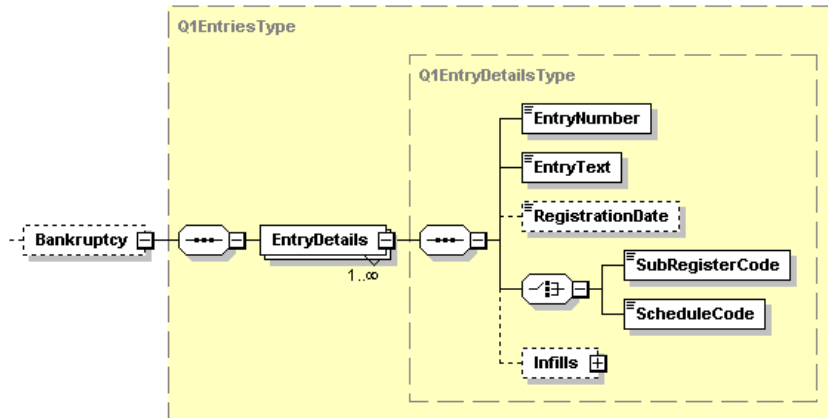 Q1EntriesType
Q1EntryDetailsType
EntryNumber
EntryText
RegistrationDate
Bankruptcy
EntryDetails
1..∞
SubRegisterCode
ScheduleCode
Infills